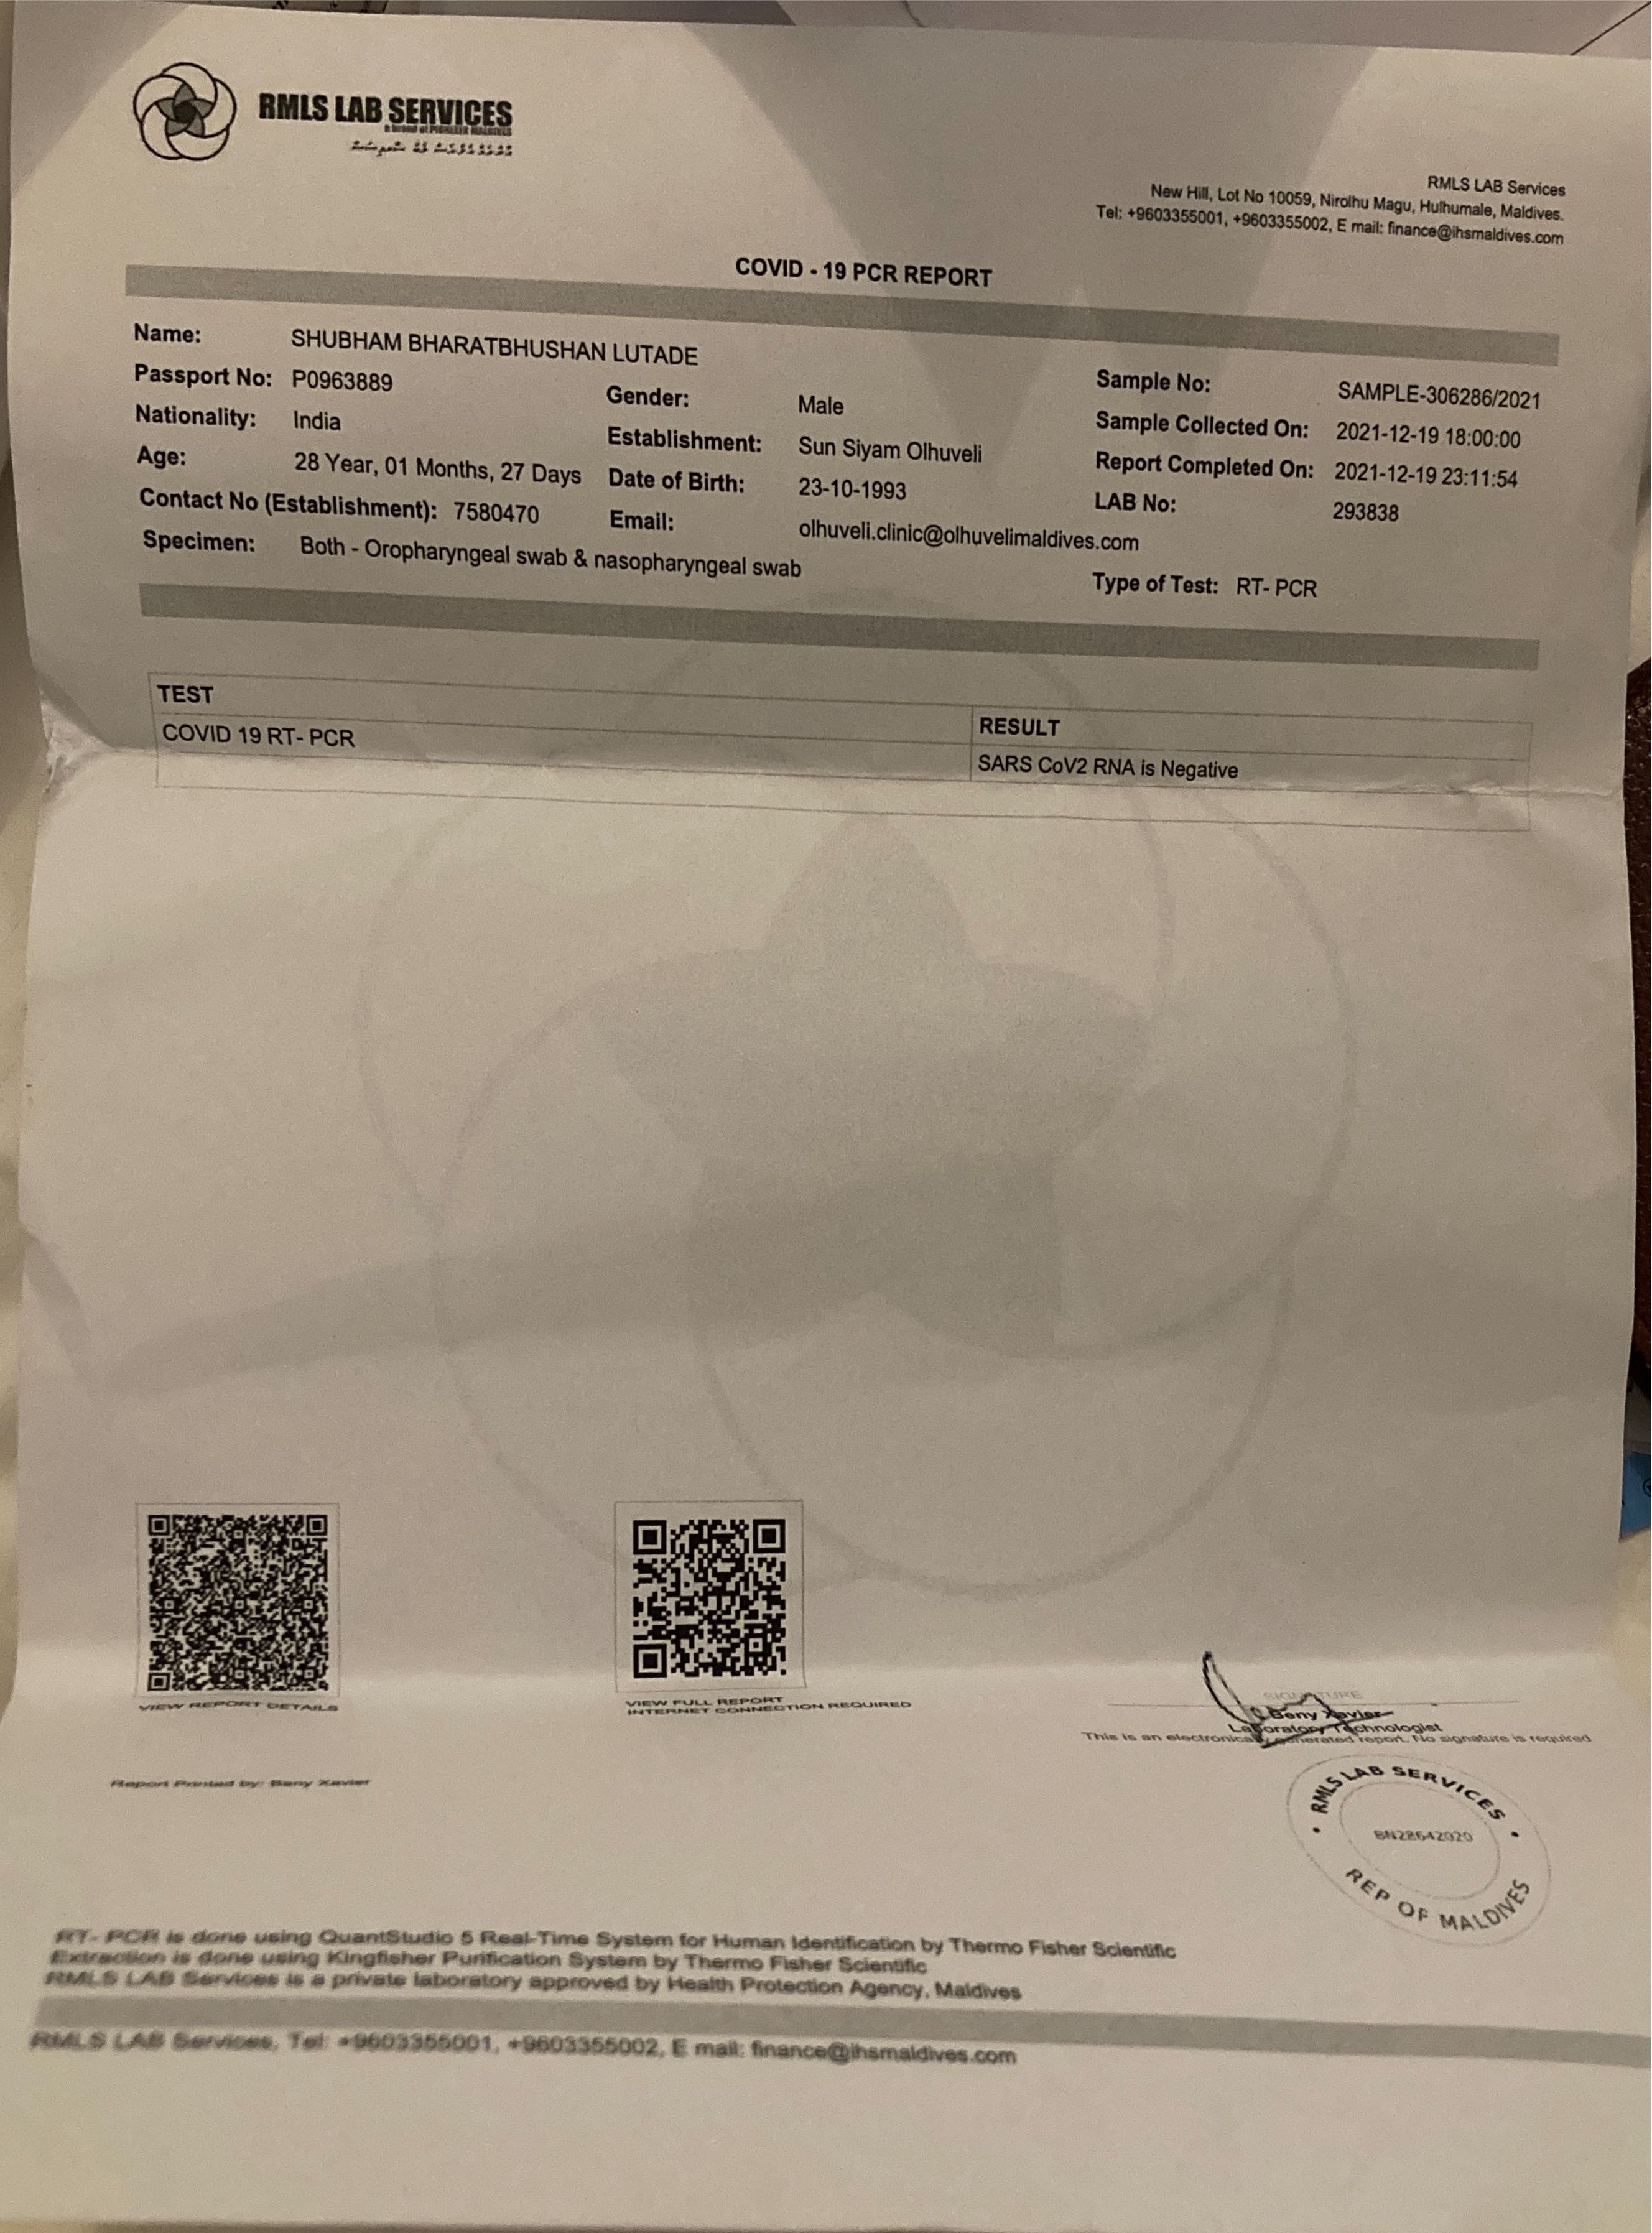 RMLS LAB SERVICES
a brand of PIONEEER MALDIVES
RMLS LAB Services
New Hill, Lot No 10059, Nirolhu Magu, Hulhumale, Maldives.
Tel: +9603355001, +9603355002, E mail: finance@ihsmaldives.com
COVID - 19 PCR REPORT
Name: SHUBHAM BHARATBHUSHAN LUTADE
Passport No: P0963889 Gender: Male Sample No: SAMPLE-306286/2021
Nationality: India Establishment: Sun Siyam Olhuveli Sample Collected On: 2021-12-19 18:00:00
Age: 28 Year, 01 Months, 27 Days Date of Birth: 23-10-1993 Report Completed On: 2021-12-19 23:11:54
Contact No (Establishment): 7580470 Email: olhuveli.clinic@olhuvelimaldives.com LAB No: 293838
Specimen: Both - Oropharyngeal swab & nasopharyngeal swab Type of Test: RT- PCR
TEST RESULT
COVID 19 RT- PCR SARS CoV2 RNA is Negative
VIEW REPORT DETAILS
VIEW FULL REPORT
INTERNET CONNECTION REQUIRED
SIGNATURE
Beny Xavier
Laboratory Technologist
This is an electronically generated report. No signature is required
Report Printed by: Beny Xavier
RMLS LAB SERVICES
BN28642020
REP OF MALDIVES
RT- PCR is done using QuantStudio 5 Real-Time System for Human Identification by Thermo Fisher Scientific
Extraction is done using Kingfisher Purification System by Thermo Fisher Scientific
RMLS LAB Services is a private laboratory approved by Health Protection Agency, Maldives
RMLS LAB Services, Tel: +9603355001, +9603355002, E mail: finance@ihsmaldives.com